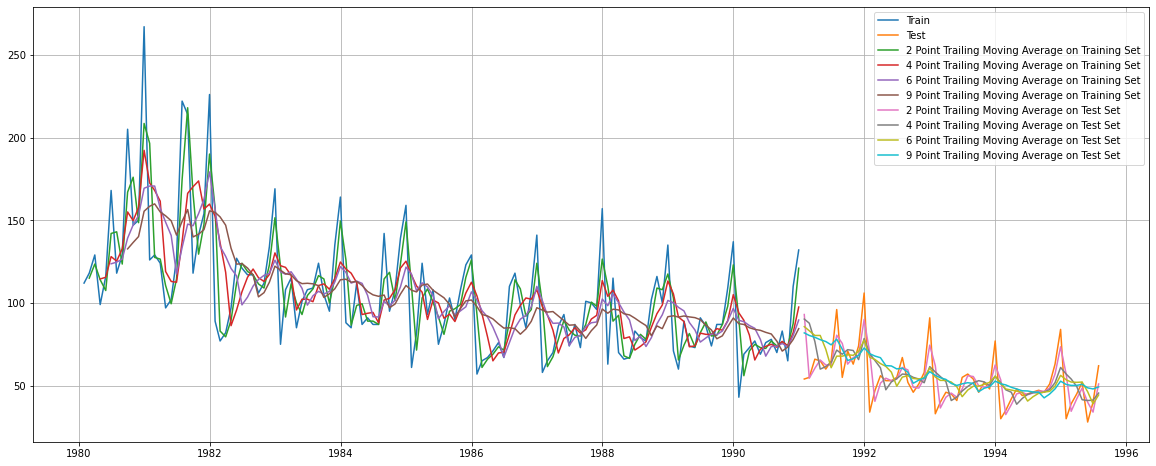 Train
Test
2 Point Trailing Moving Average on Training Set
4 Point Trailing Moving Average on Training Set
6 Point Trailing Moving Average on Training Set
9 Point Trailing Moving Average on Training Set
2 Point Trailing Moving Average on Test Set
4 Point Trailing Moving Average on Test Set
6 Point Trailing Moving Average on Test Set
9 Point Trailing Moving Average on Test Set
250
200
150
100
50
1980 1982 1984 1986 1988 1990 1992 1994 1996